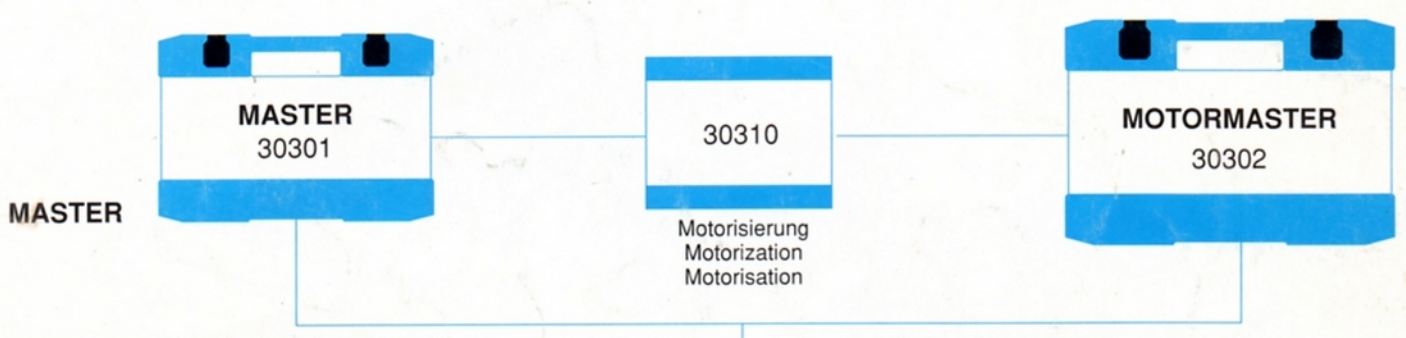 MASTER
30301
30310
MOTORMASTER
30302
MASTER
Motorisierung
Motorization
Motorisation